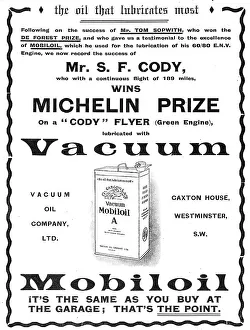 the oil that lubricates most
Following on the success of Mr. TOM SOPWITH, who won the
DE FOREST PRIZE, and who gave us a testimonial to the excellence
of MOBILOIL, which he used for the lubrication of his 60/80 E.N.V.
Engine, we now record the success of
Mr. S. F. CODY,
who with a continuous flight of 189 miles,
WINS
MICHELIN PRIZE
On a "CODY" FLYER (Green Engine),
lubricated with
Vacuum
VACUUM
OIL
COMPANY,
LTD.
Vacuum
Mobiloil
A
CAXTON HOUSE,
WESTMINSTER,
S.W.
Mobiloil
IT'S THE SAME AS YOU BUY AT
THE GARAGE; THAT'S THE POINT.